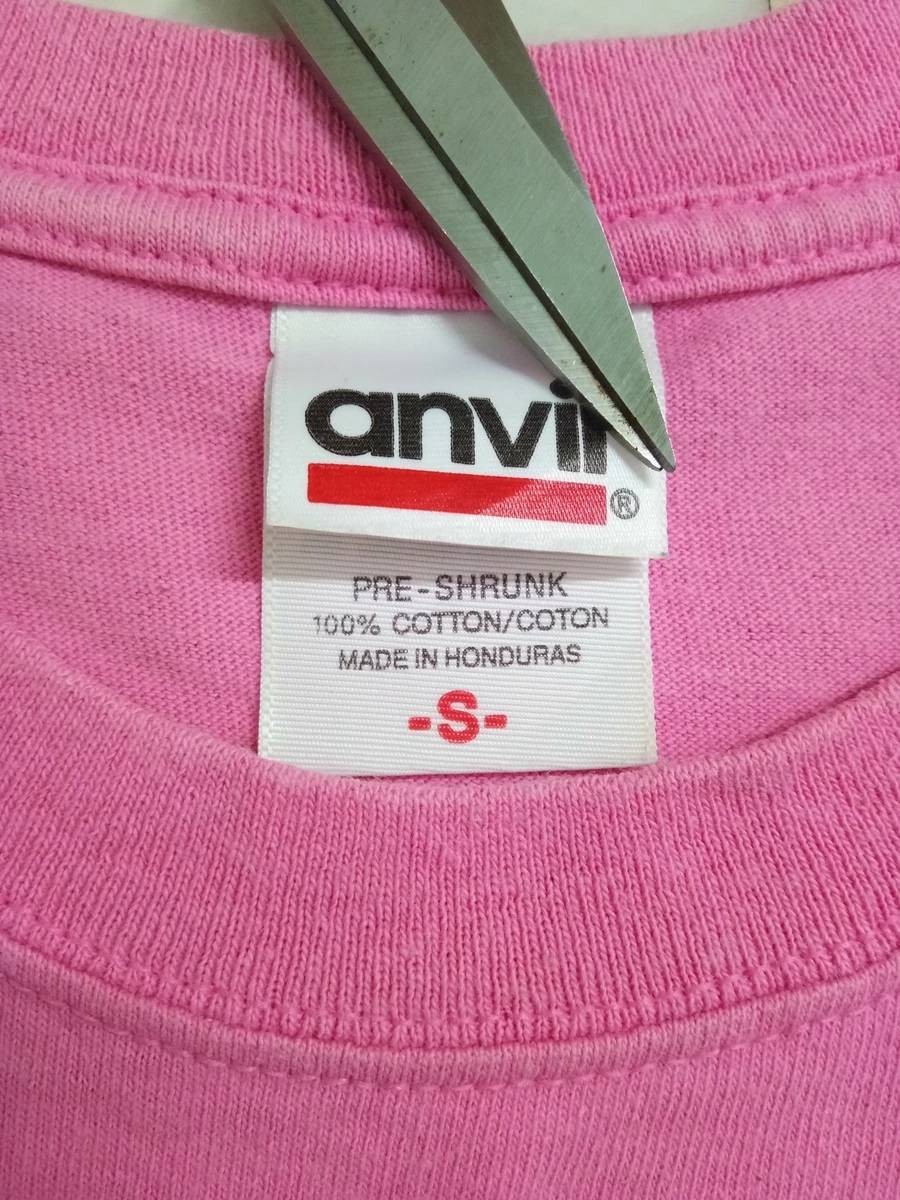 anvil
®
PRE-SHRUNK
100% COTTON/COTON
MADE IN HONDURAS
-S-